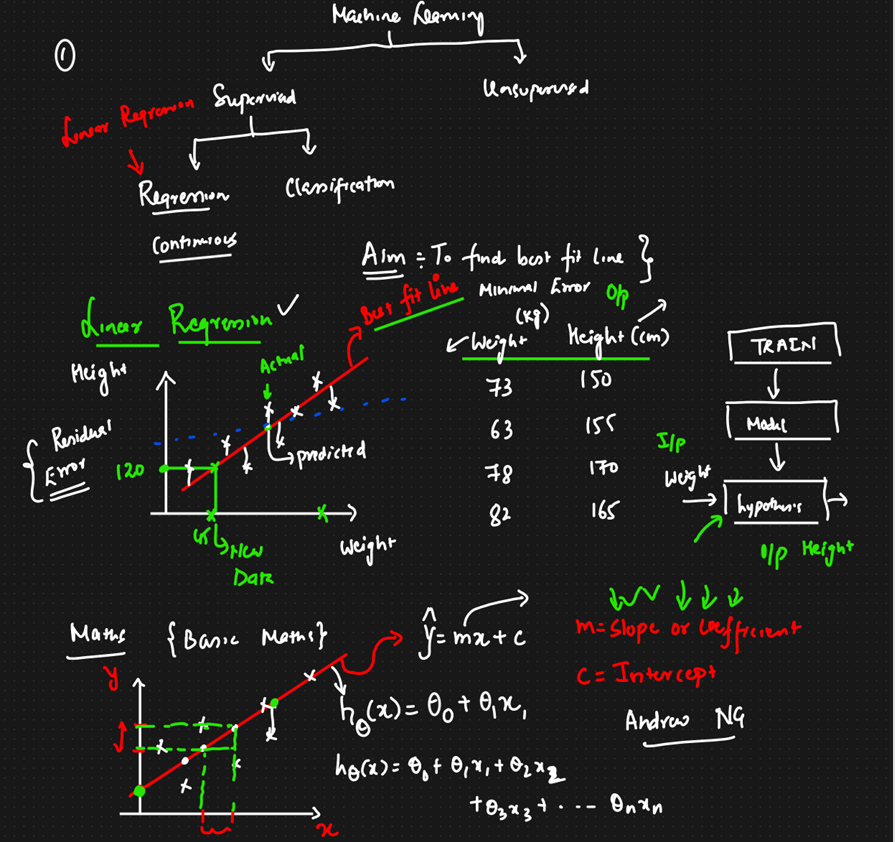 Machine Learning
①
Supervised
Unsupervised
Linear Regression
Regression
Classification
Continuous
Aim :- To find best fit line }
Minimal Error
Best fit line
Linear Regression ✓
Height
Actual
predicted
{ Residual Error
120
45
New Data
Weight
(kg)
O/p
Weight Height (cm)
73 150
63 155
78 170
82 165
TRAIN
Model
I/p
Weight
hypothesis
O/p Height
Maths {Basic Maths}
y
x
ŷ = mx + c
m = Slope or Coefficient
c = Intercept
Andrew NG
hθ(x) = θ0 + θ1x1
hθ(x) = θ0 + θ1x1 + θ2x2
+ θ3x3 + ---- θnxn